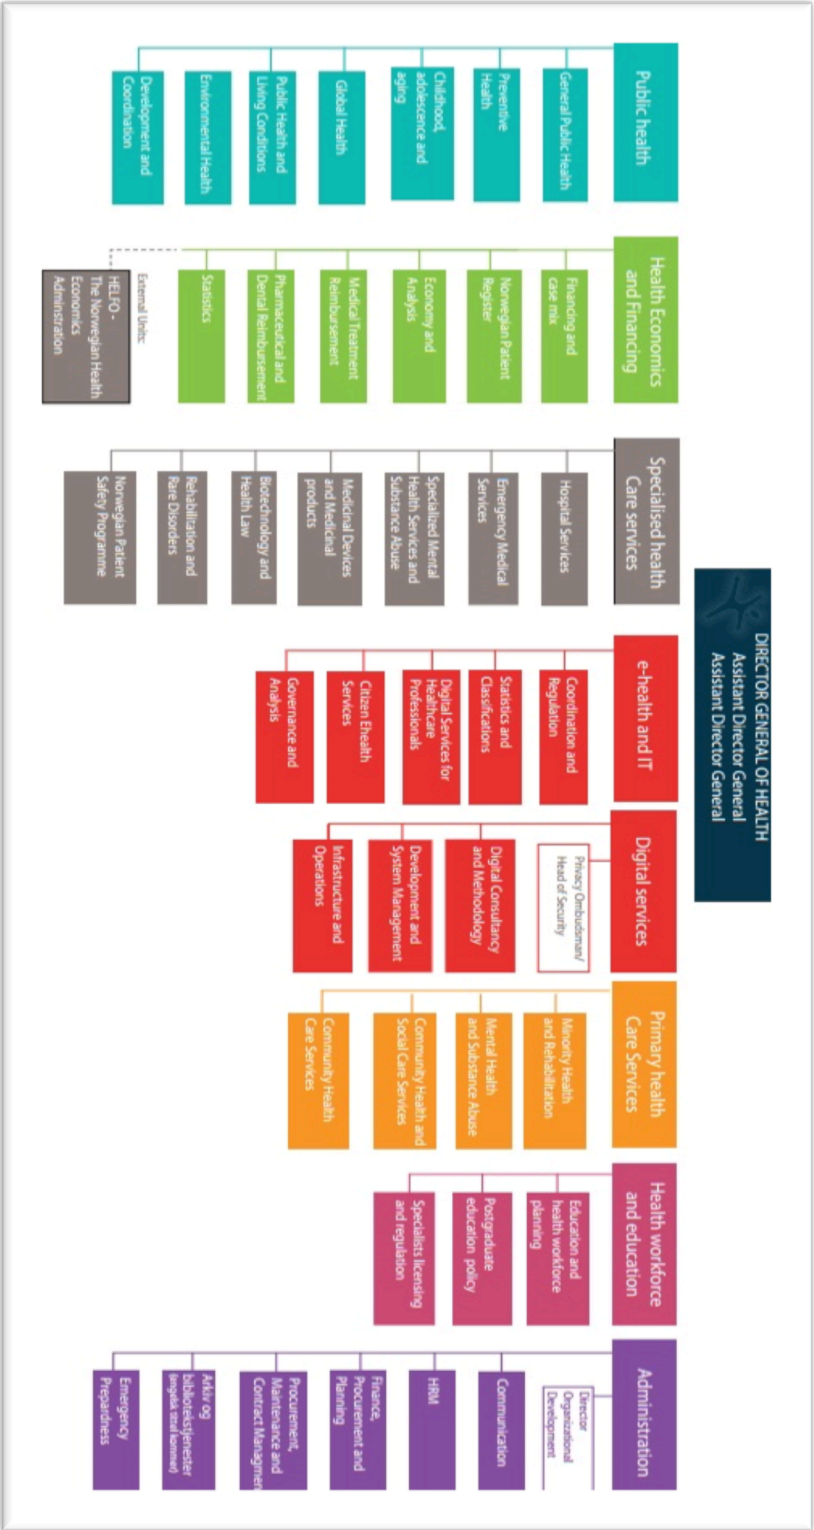 DIRECTOR GENERAL OF HEALTH
Assistant Director General
Assistant Director General
Public health
General Public Health
Preventive
Health
Childhood,
adolescence and
aging
Global Health
Public Health and
Living Conditions
Environmental Health
Development and
Coordination
Health Economics
and Financing
Financing and
case mix
Norwegian Patient
Register
Economy and
Analysis
Medical Treatment
Reimbursement
Pharmaceutical and
Dental Reimbursement
Statistics
External Units:
HELFO -
The Norwegian Health
Economics
Adminstration
Specialised health
Care services
Hospital Services
Emergency Medical
Services
Specialized Mental
Health Services and
Substance Abuse
Medicinal Devices
and Medicinal
products
Biotechnology and
Health Law
Rehabilitation and
Rare Disorders
Norwegian Patient
Safety Programme
e-health and IT
Coordination and
Regulation
Statistics and
Classifications
Digital Services for
Healthcare
Professionals
Citizen Ehealth
Services
Governance and
Analysis
Digital services
Privacy Ombudsman/
Head of Security
Digital Consultancy
and Methodology
Development and
System Management
Infrastructure and
Operations
Primary health
Care Services
Minority Health
and Rehabilitation
Mental Health
and Substance Abuse
Community Health and
Social Care Services
Community Health
Care Services
Health workforce
and education
Education and
health workforce
planning
Postgraduate
education policy
Specialists licensing
and regulation
Administration
Director
Organizational
Development
Communication
HRM
Finance,
Procurement and
Planning
Procurement,
Maintenance and
Contract Managmen
Arkiv og
bibliotekstjenester
(engelsk tittel kommer)
Emergency
Prepardness